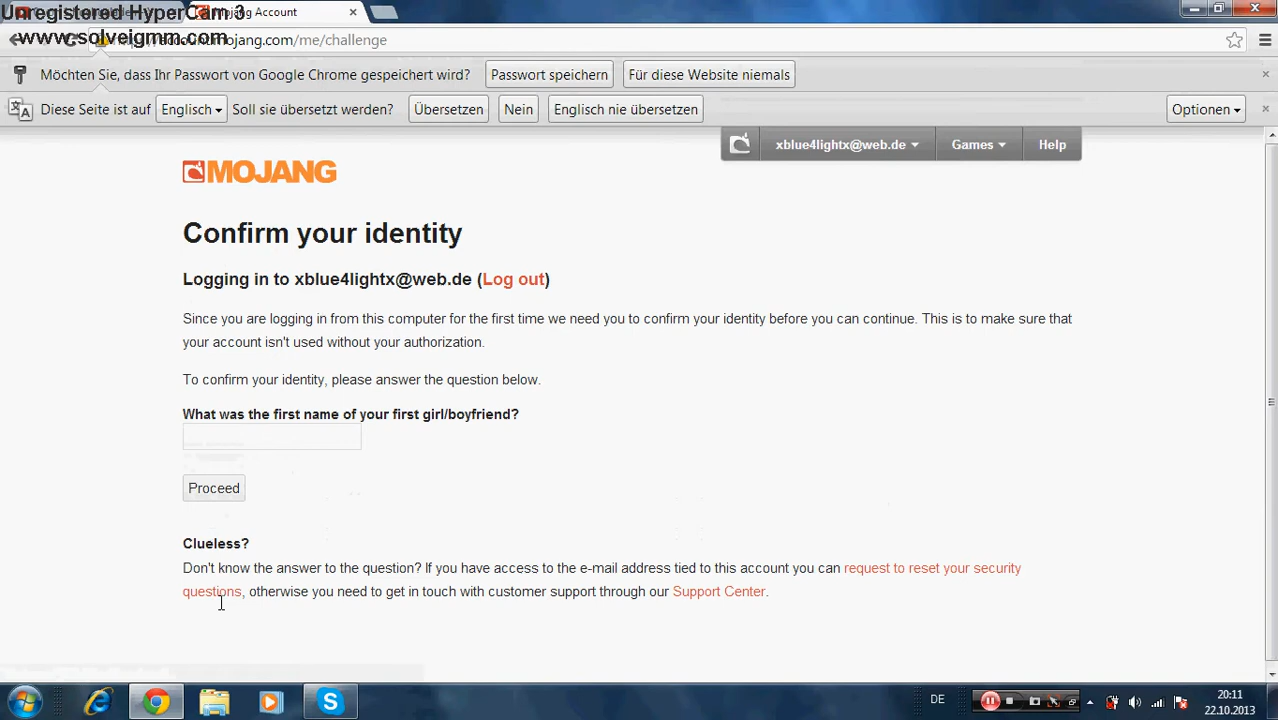 Unregistered HyperCam 3
Mojang Account
www.solveigmm.com
mojang.com/me/challenge
Möchten Sie, dass Ihr Passwort von Google Chrome gespeichert wird? Passwort speichern Für diese Website niemals
Diese Seite ist auf Englisch Soll sie übersetzt werden? Übersetzen Nein Englisch nie übersetzen Optionen
xblue4lightx@web.de Games Help
MOJANG
Confirm your identity
Logging in to xblue4lightx@web.de (Log out)
Since you are logging in from this computer for the first time we need you to confirm your identity before you can continue. This is to make sure that
your account isn't used without your authorization.
To confirm your identity, please answer the question below.
What was the first name of your first girl/boyfriend?
Proceed
Clueless?
Don't know the answer to the question? If you have access to the e-mail address tied to this account you can request to reset your security
questions, otherwise you need to get in touch with customer support through our Support Center.
DE
20:11
22.10.2013